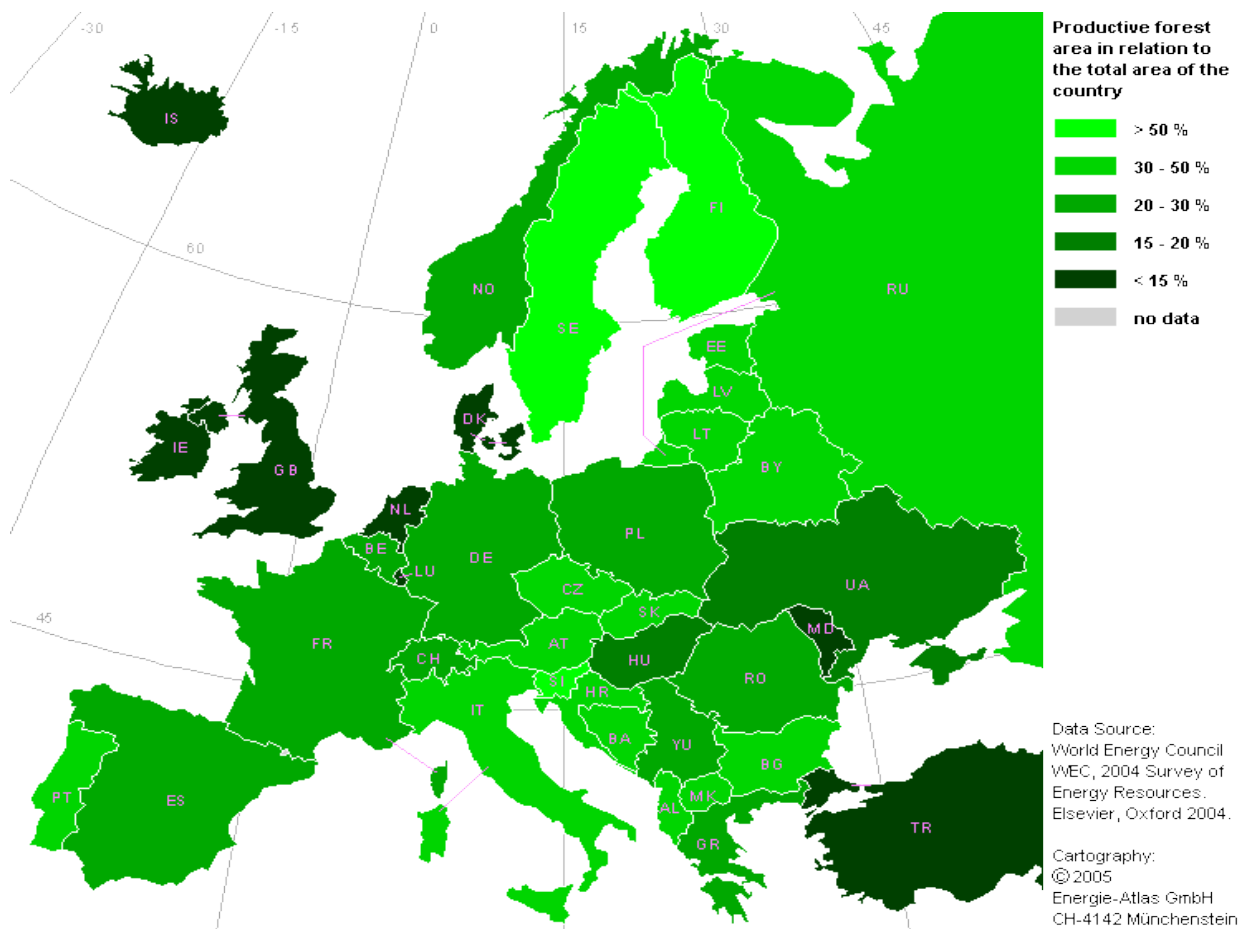 -30
-15
0
15
30
45
60
45
IS
NO
SE
FI
RU
EE
LV
LT
BY
DK
IE
GB
NL
BE
LU
DE
PL
CZ
SK
UA
MD
FR
CH
AT
HU
RO
SI
HR
IT
BA
YU
BG
PT
ES
AL
MK
GR
TR
Productive forest
area in relation to
the total area of the
country
> 50 %
30 - 50 %
20 - 30 %
15 - 20 %
< 15 %
no data
Data Source:
World Energy Council
WEC, 2004 Survey of
Energy Resources.
Elsevier, Oxford 2004.
Cartography:
© 2005
Energie-Atlas GmbH
CH-4142 Münchenstein